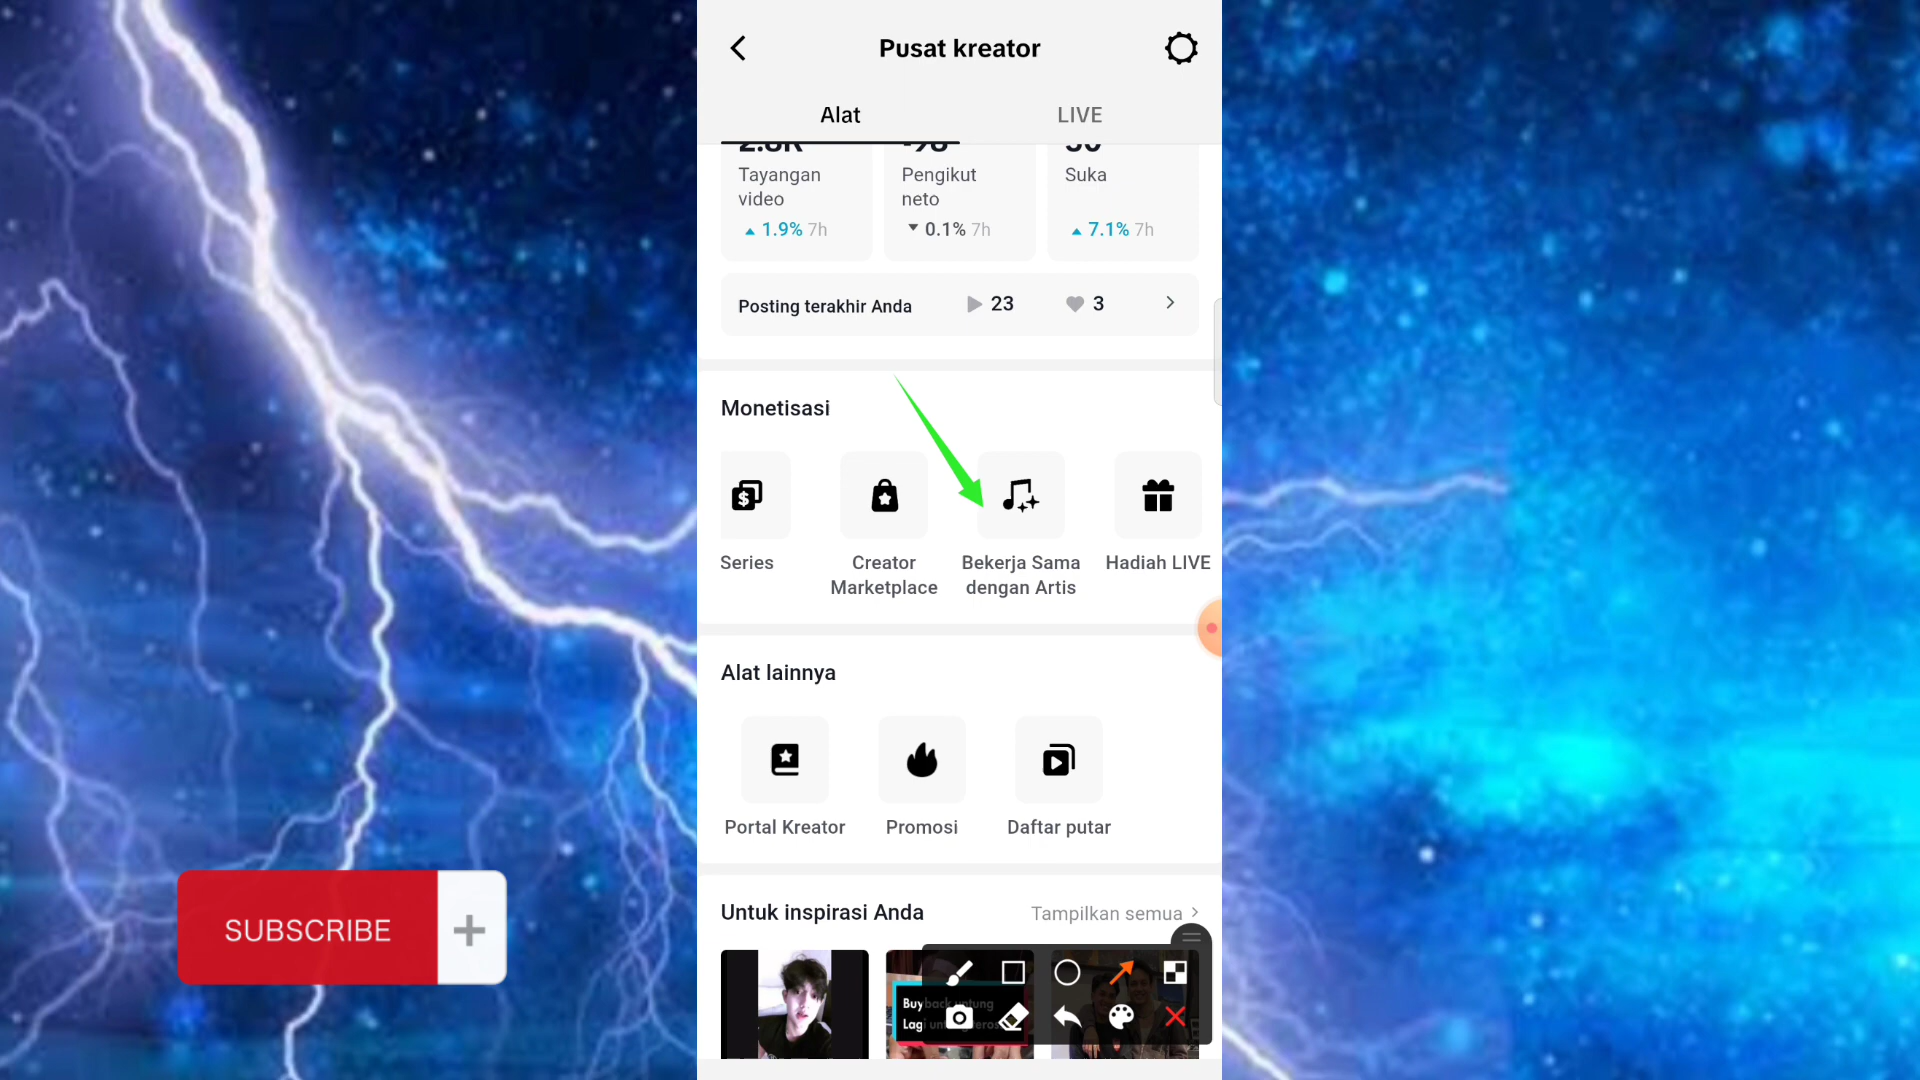 Pusat kreator
Alat
LIVE
Tayangan video
1.9% 7h
Pengikut neto
0.1% 7h
Suka
7.1% 7h
Posting terakhir Anda
23
3
Monetisasi
Series
Creator Marketplace
Bekerja Sama dengan Artis
Hadiah LIVE
Alat lainnya
Portal Kreator
Promosi
Daftar putar
SUBSCRIBE
Untuk inspirasi Anda
Tampilkan semua
Buyback untung